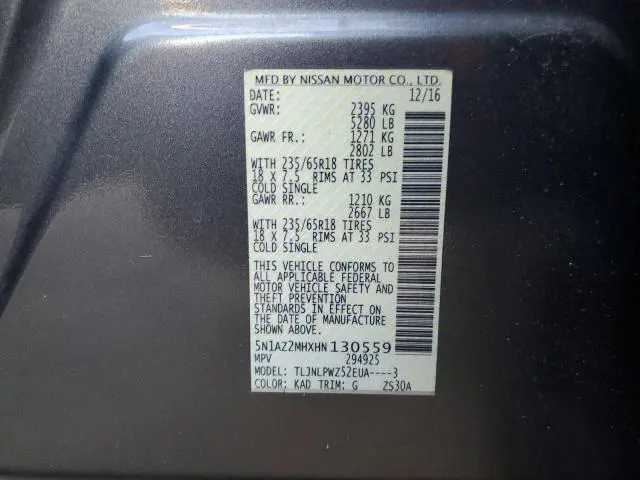 MFD BY NISSAN MOTOR CO., LTD.
DATE: 12/16
GVWR: 2395 KG
5280 LB
GAWR FR.: 1271 KG
2802 LB
WITH 235/65R18 TIRES
18 X 7.5 RIMS AT 33 PSI
COLD SINGLE
GAWR RR.: 1210 KG
2667 LB
WITH 235/65R18 TIRES
18 X 7.5 RIMS AT 33 PSI
COLD SINGLE
THIS VEHICLE CONFORMS TO
ALL APPLICABLE FEDERAL
MOTOR VEHICLE SAFETY AND
THEFT PREVENTION
STANDARDS IN EFFECT ON
THE DATE OF MANUFACTURE
SHOWN ABOVE.
5N1AZ2MHXHN130559
MPV 294925
MODEL: TLJNLPWZ52EUA----3
COLOR: KAD TRIM: G ZS30A